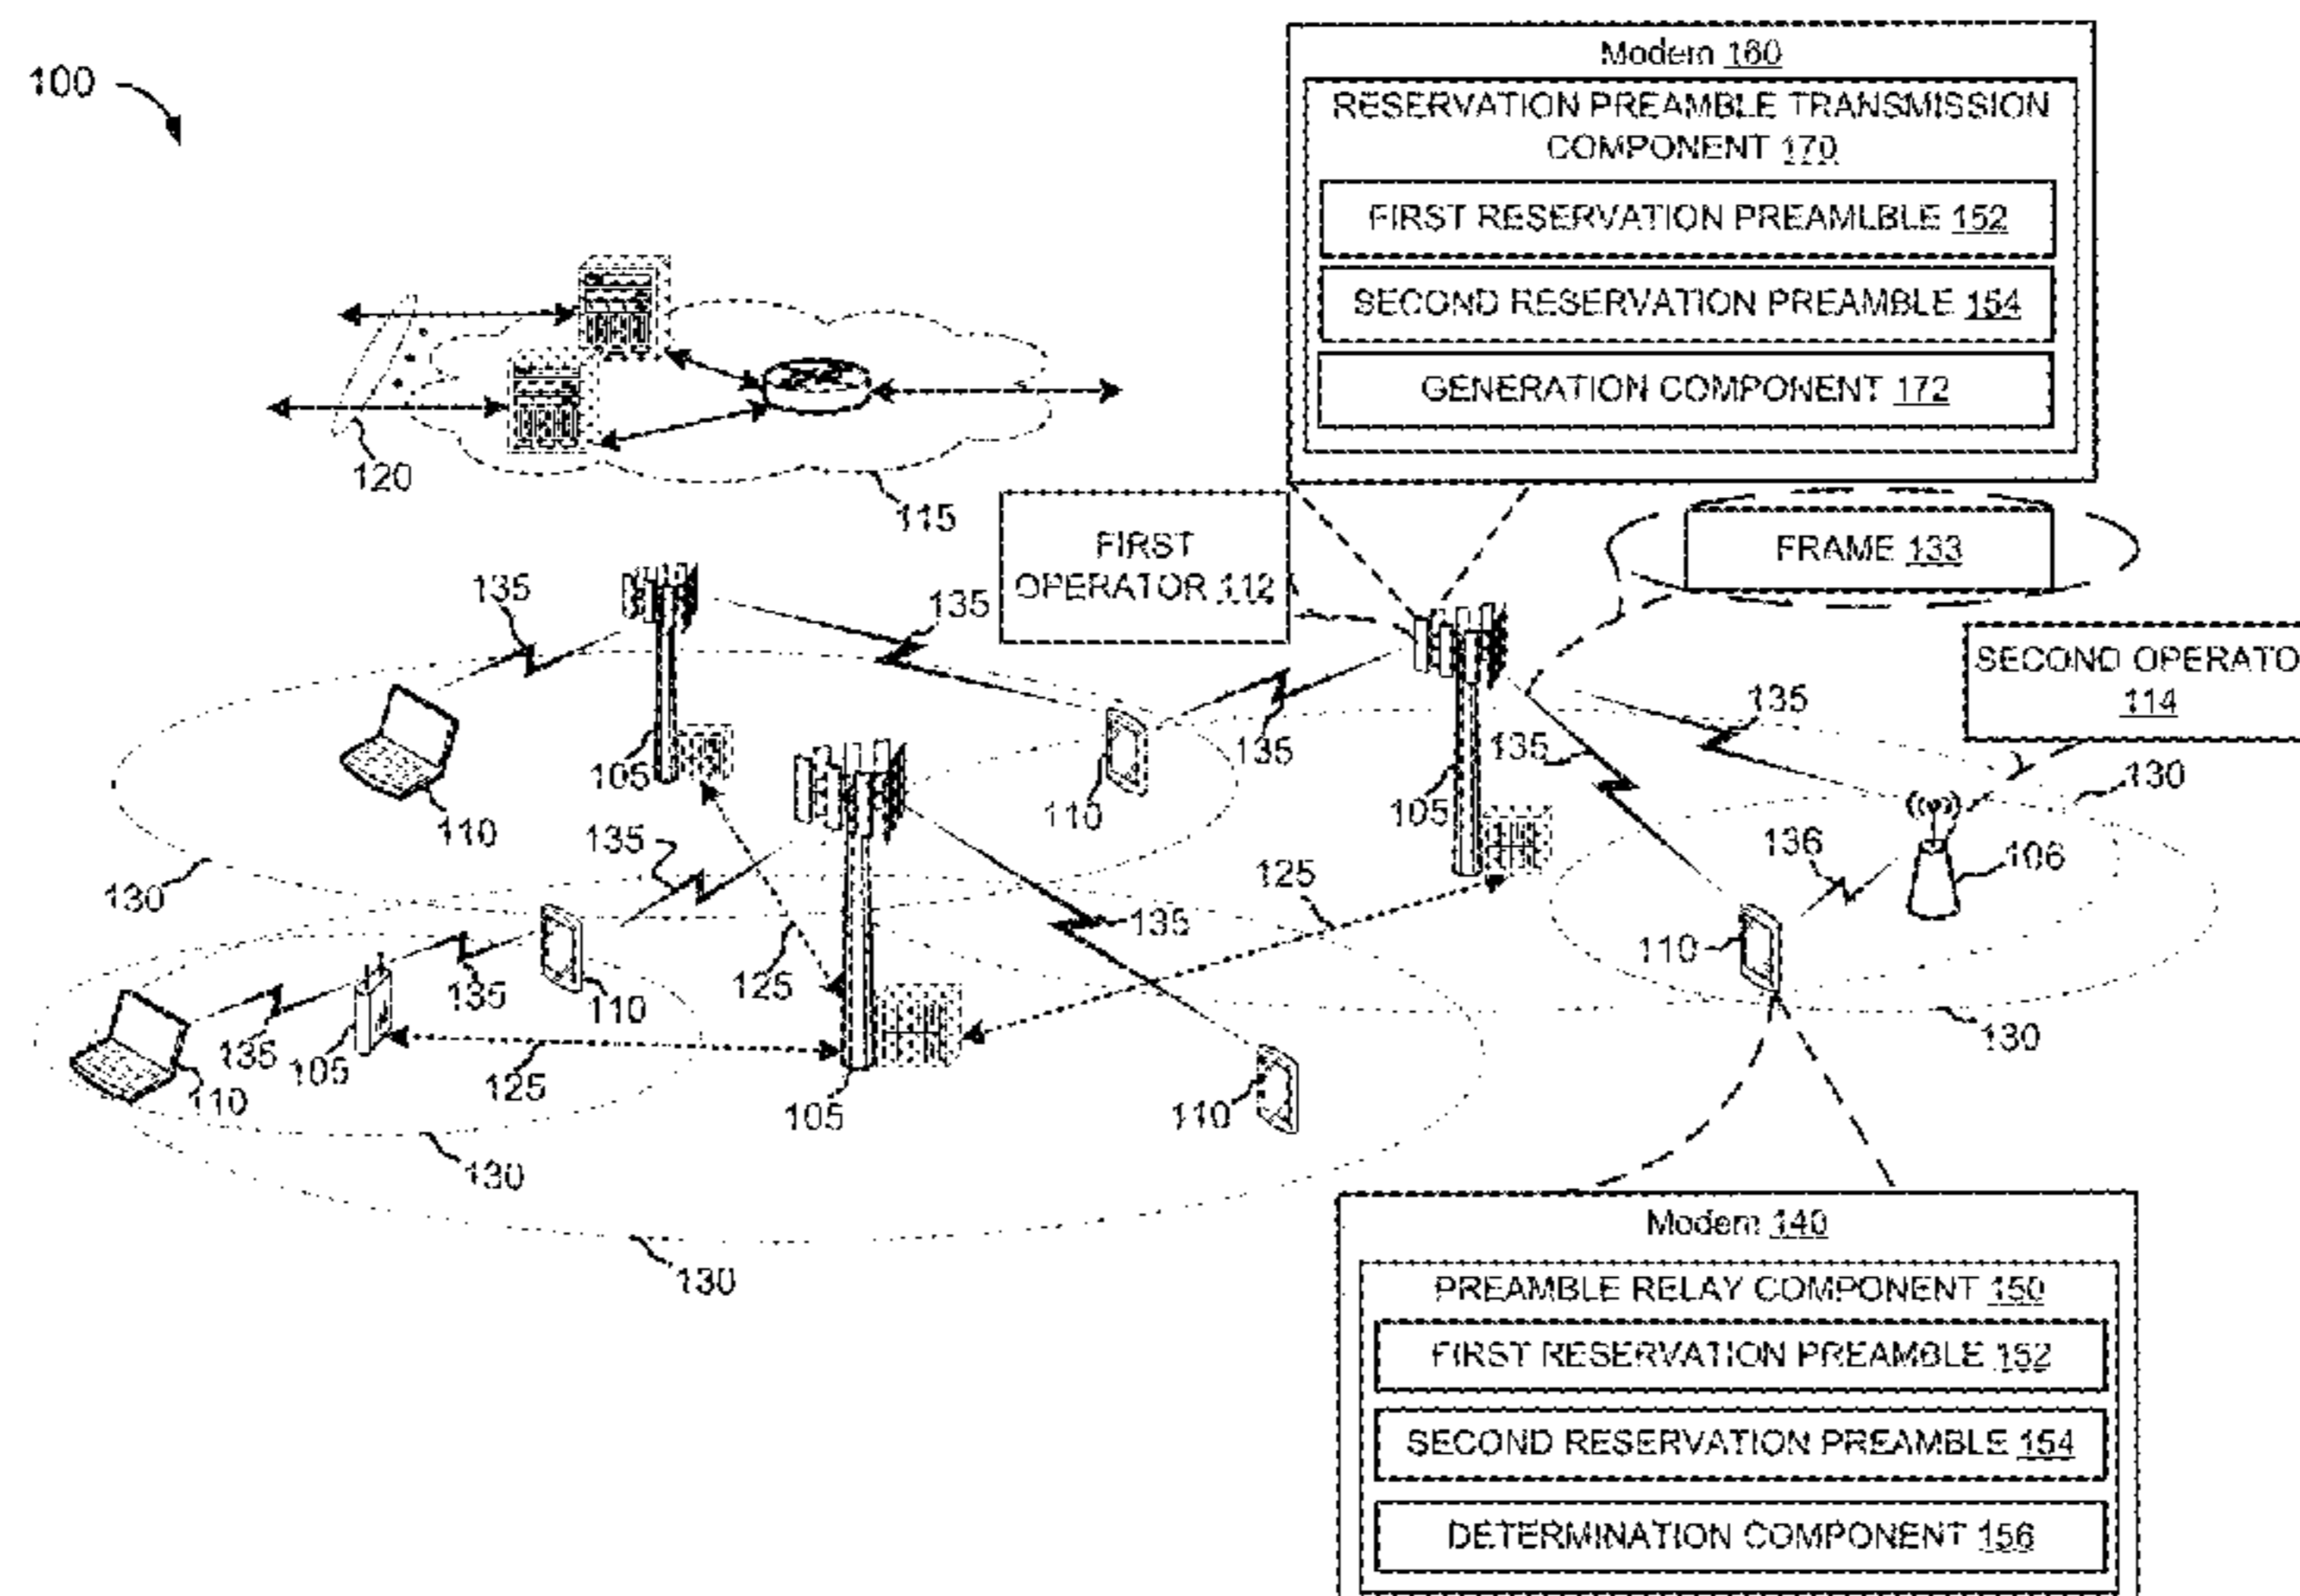 100
Modem 160
RESERVATION PREAMBLE TRANSMISSION
COMPONENT 170
FIRST RESERVATION PREAMLBLE 152
SECOND RESERVATION PREAMBLE 154
GENERATION COMPONENT 172
120
115
FIRST
OPERATOR 112
FRAME 133
135
135
SECOND OPERATO
114
135
135
135
105
110
105
130
110
135
136
106
130
125
135
110
125
135
110
130
135
105
110
125
105
110
130
130
Modem 140
PREAMBLE RELAY COMPONENT 150
FIRST RESERVATION PREAMBLE 152
SECOND RESERVATION PREAMBLE 154
DETERMINATION COMPONENT 156